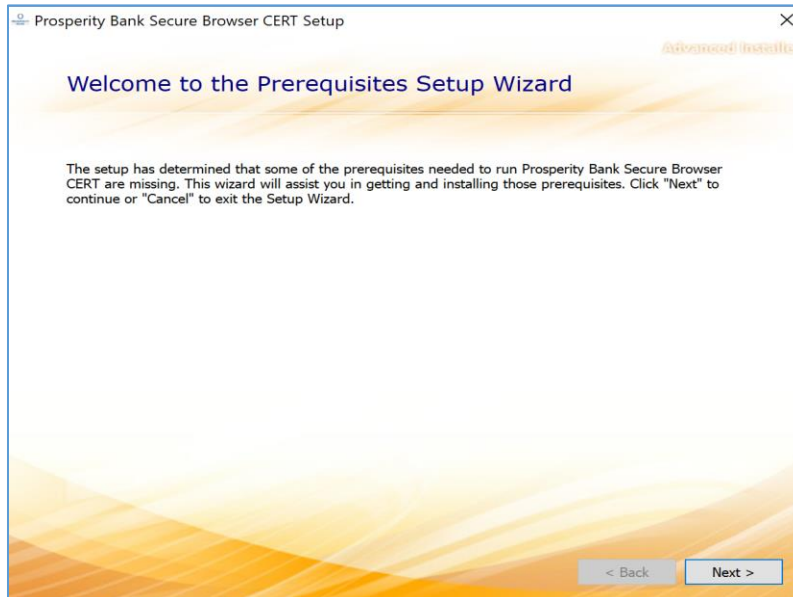 Prosperity Bank Secure Browser CERT Setup
Advanced Installe
Welcome to the Prerequisites Setup Wizard
The setup has determined that some of the prerequisites needed to run Prosperity Bank Secure Browser
CERT are missing. This wizard will assist you in getting and installing those prerequisites. Click "Next" to
continue or "Cancel" to exit the Setup Wizard.
< Back Next >